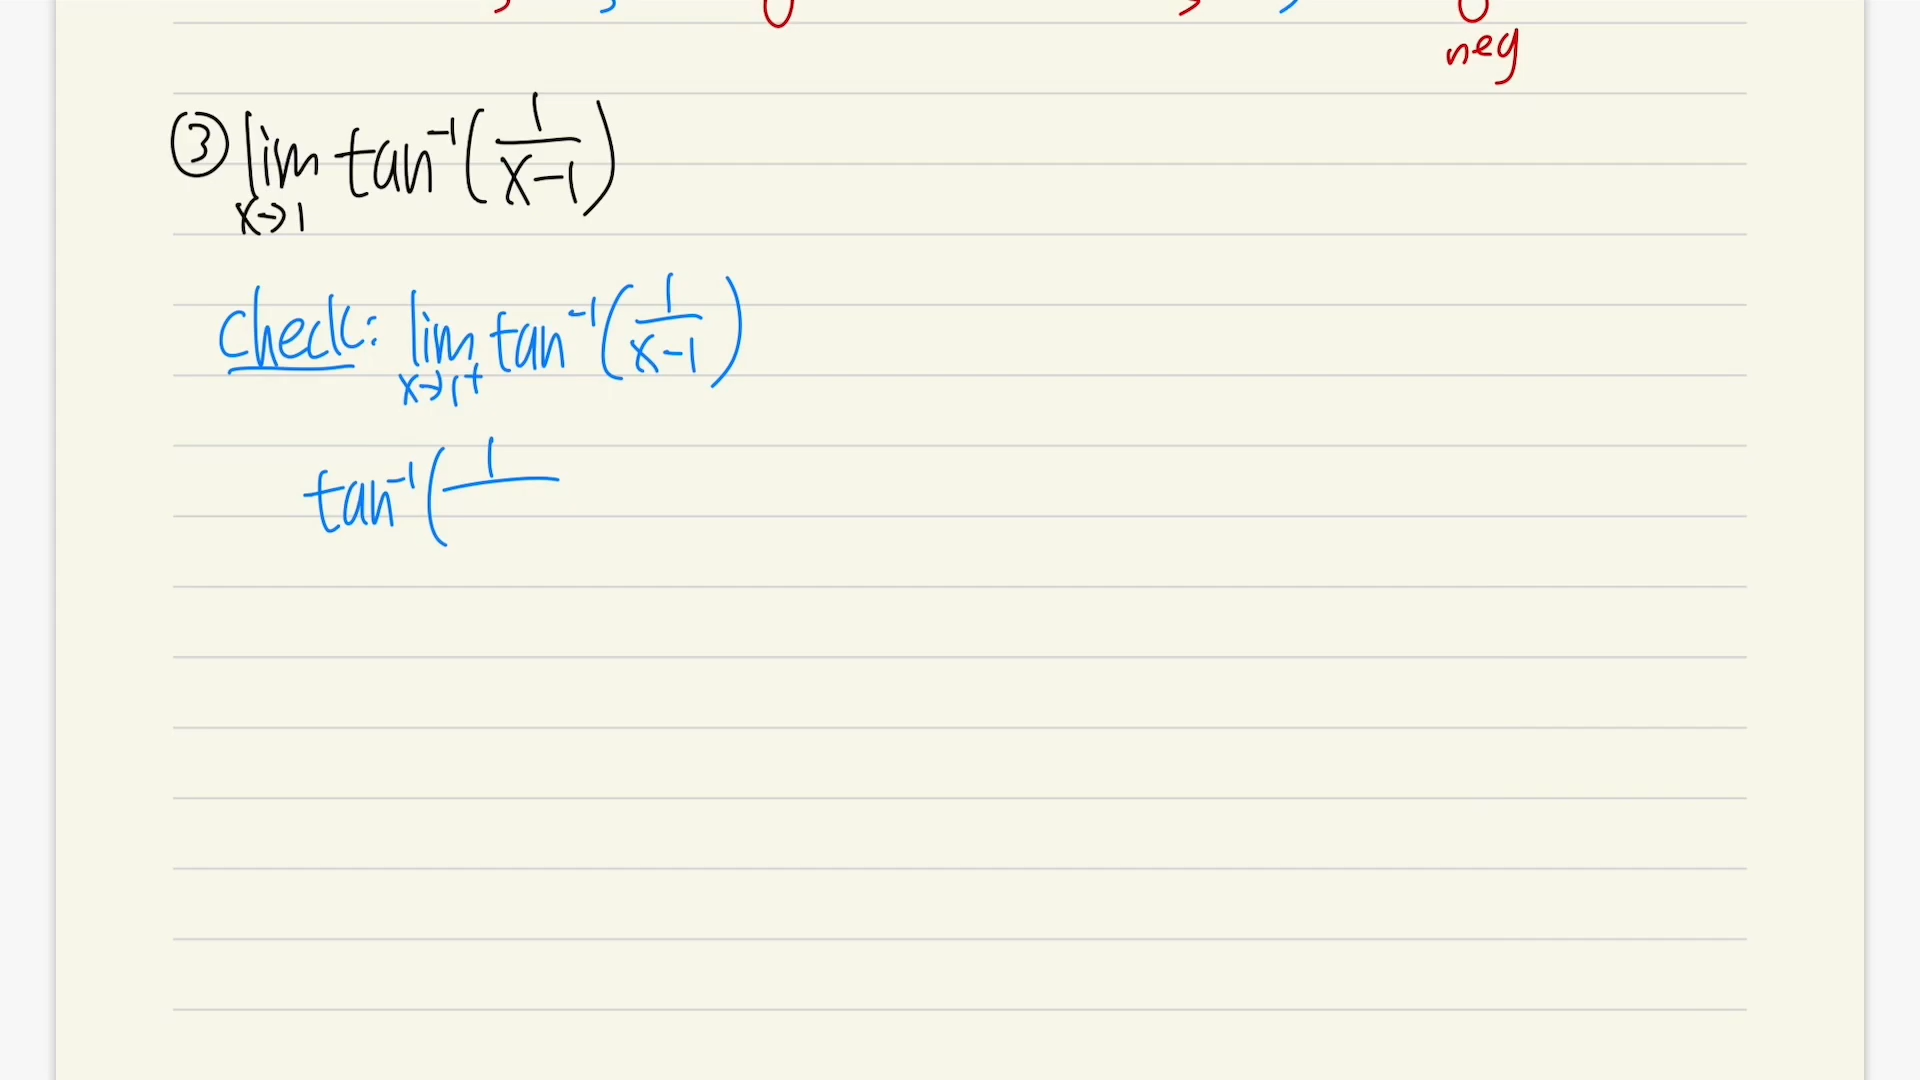 neg
③ lim tan⁻¹(1/(x-1))
x→1
check: lim tan⁻¹(1/(x-1))
x→1⁺
tan⁻¹(1/